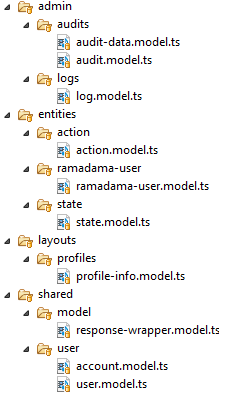 admin
audits
audit-data.model.ts
audit.model.ts
logs
log.model.ts
entities
action
action.model.ts
ramadama-user
ramadama-user.model.ts
state
state.model.ts
layouts
profiles
profile-info.model.ts
shared
model
response-wrapper.model.ts
user
account.model.ts
user.model.ts